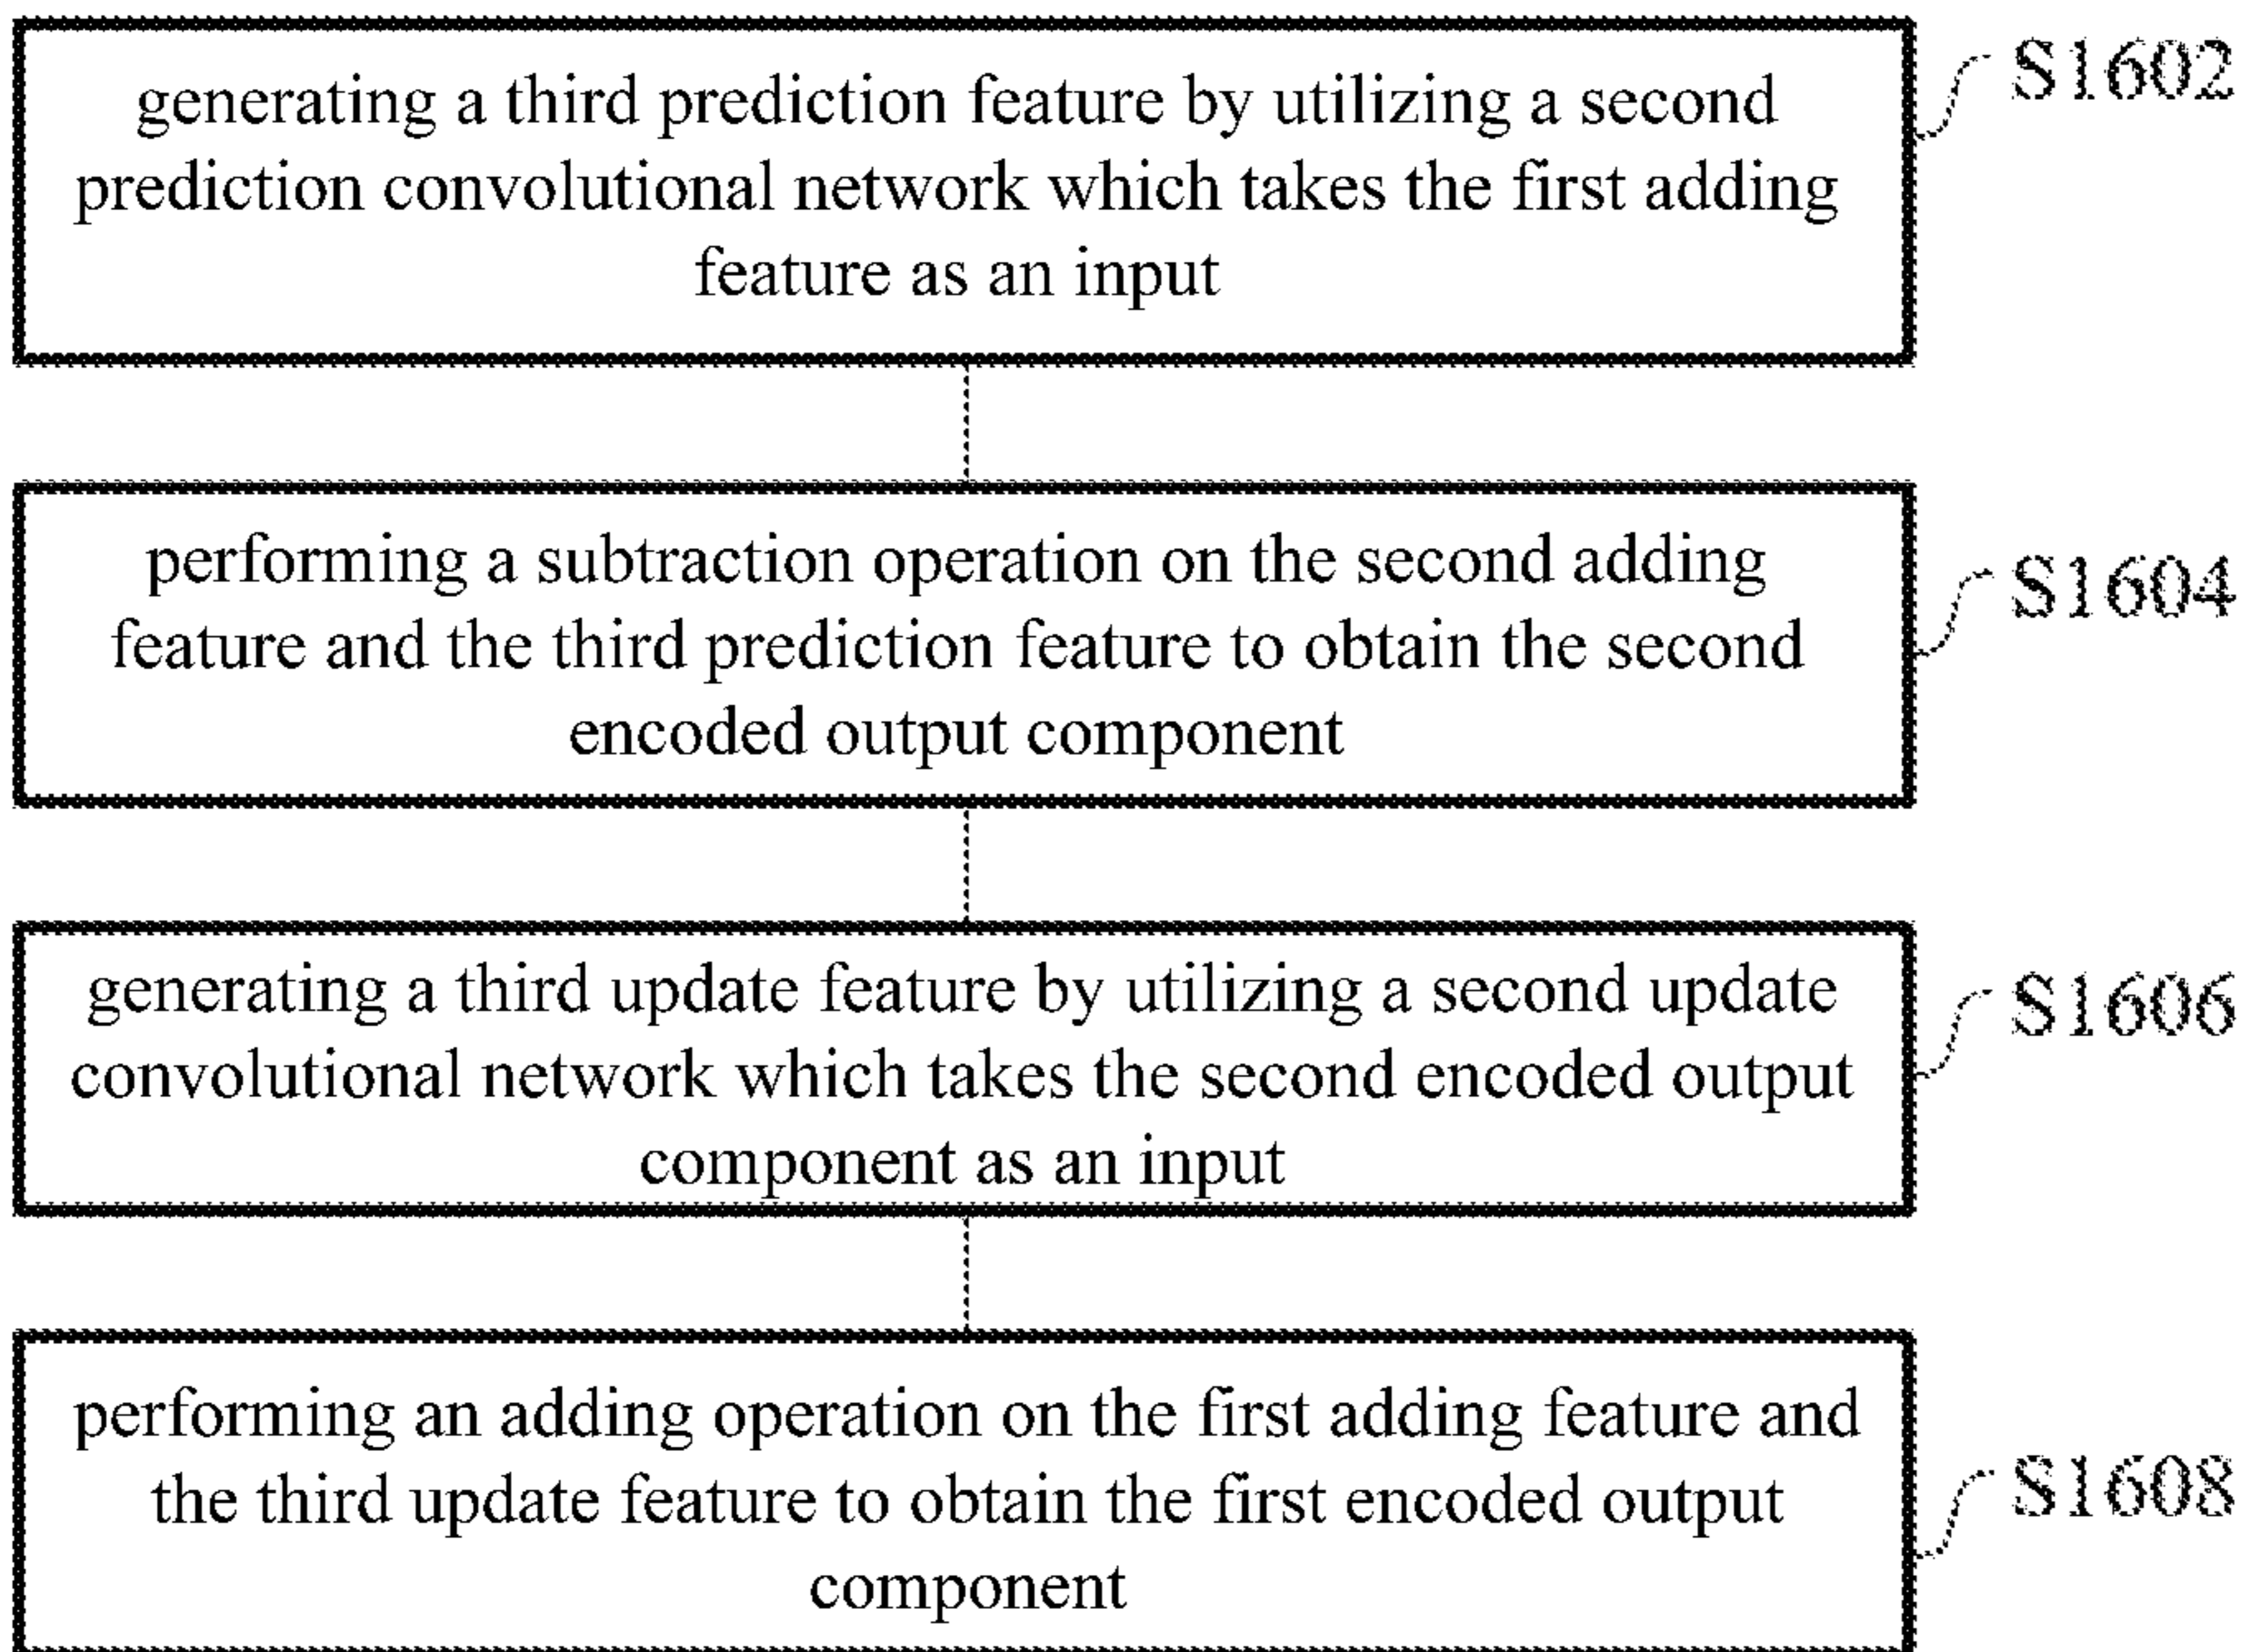 generating a third prediction feature by utilizing a second
prediction convolutional network which takes the first adding
feature as an input
S1602
performing a subtraction operation on the second adding
feature and the third prediction feature to obtain the second
encoded output component
S1604
generating a third update feature by utilizing a second update
convolutional network which takes the second encoded output
component as an input
S1606
performing an adding operation on the first adding feature and
the third update feature to obtain the first encoded output
component
S1608